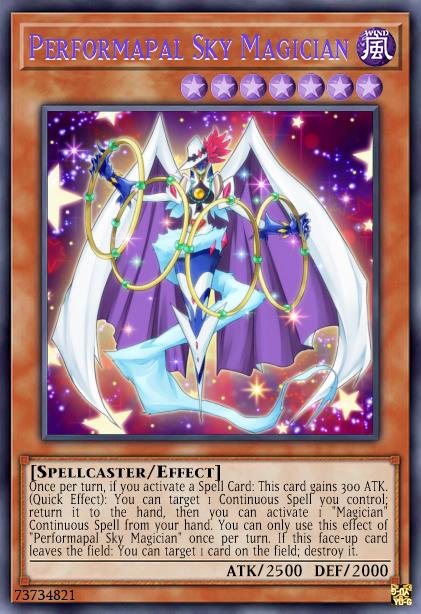 PERFORMAPAL SKY MAGICIAN
WIND
風
[SPELLCASTER/EFFECT]
Once per turn, if you activate a Spell Card: This card gains 300 ATK.
(Quick Effect): You can target 1 Continuous Spell you control;
return it to the hand, then you can activate 1 "Magician"
Continuous Spell from your hand. You can only use this effect of
"Performapal Sky Magician" once per turn. If this face-up card
leaves the field: You can target 1 card on the field; destroy it.
ATK/2500 DEF/2000
73734821